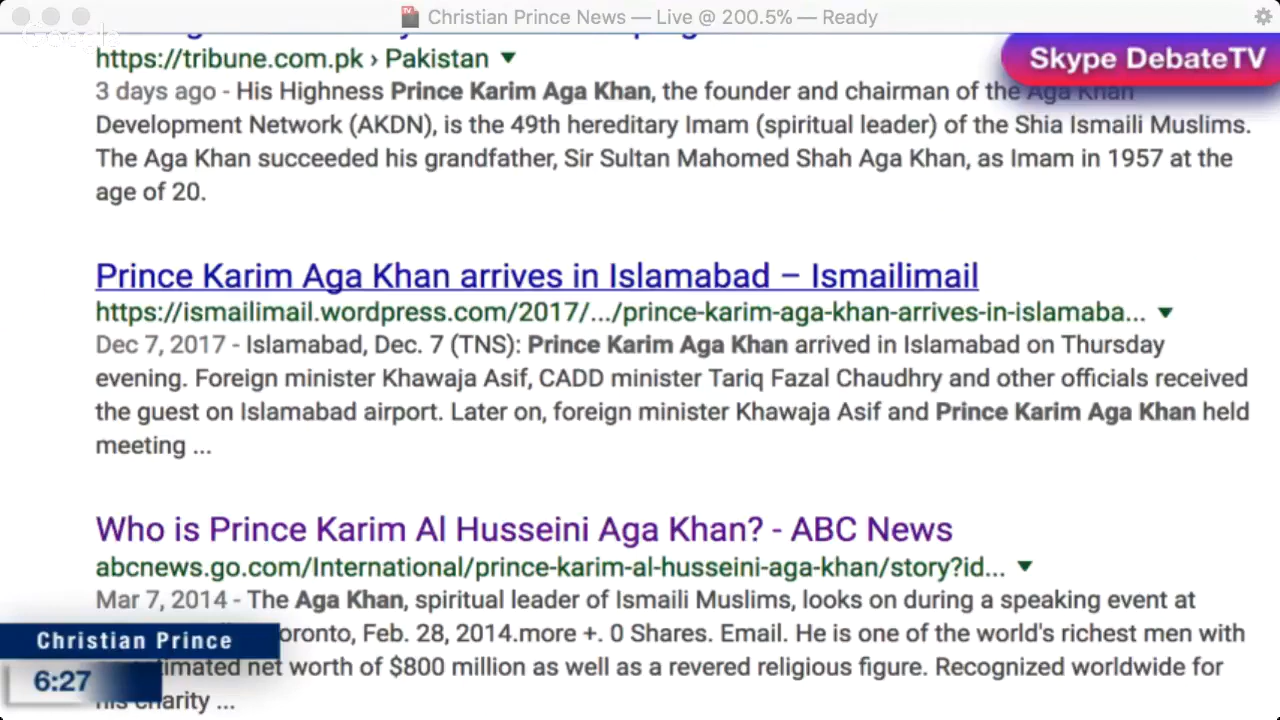 Christian Prince News — Live @ 200.5% — Ready
Google
Skype DebateTV
https://tribune.com.pk › Pakistan
3 days ago - His Highness Prince Karim Aga Khan, the founder and chairman of the Aga Khan
Development Network (AKDN), is the 49th hereditary Imam (spiritual leader) of the Shia Ismaili Muslims.
The Aga Khan succeeded his grandfather, Sir Sultan Mahomed Shah Aga Khan, as Imam in 1957 at the
age of 20.
Prince Karim Aga Khan arrives in Islamabad – Ismailimail
https://ismailimail.wordpress.com/2017/.../prince-karim-aga-khan-arrives-in-islamaba...
Dec 7, 2017 - Islamabad, Dec. 7 (TNS): Prince Karim Aga Khan arrived in Islamabad on Thursday
evening. Foreign minister Khawaja Asif, CADD minister Tariq Fazal Chaudhry and other officials received
the guest on Islamabad airport. Later on, foreign minister Khawaja Asif and Prince Karim Aga Khan held
meeting ...
Who is Prince Karim Al Husseini Aga Khan? - ABC News
abcnews.go.com/International/prince-karim-al-husseini-aga-khan/story?id...
Mar 7, 2014 - The Aga Khan, spiritual leader of Ismaili Muslims, looks on during a speaking event at
oronto, Feb. 28, 2014.more +. 0 Shares. Email. He is one of the world's richest men with
timated net worth of $800 million as well as a revered religious figure. Recognized worldwide for
his charity ...
Christian Prince
6:27